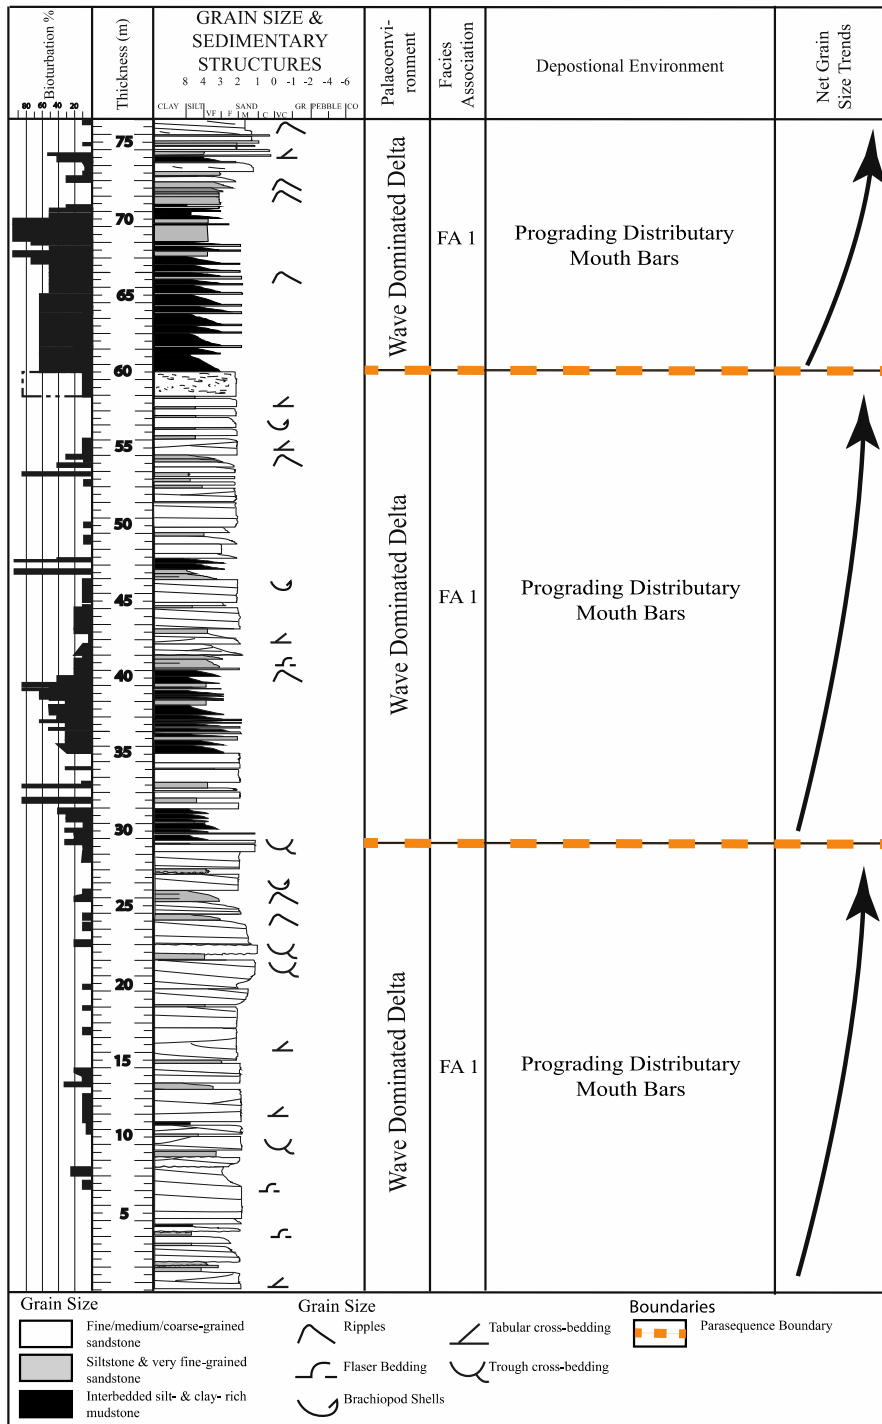 Bioturbation %
80 60 40 20
Thickness (m)
GRAIN SIZE &
SEDIMENTARY
STRUCTURES
8 4 3 2 1 0 -1 -2 -4 -6
CLAY SILT VF F SAND M C VC GR PEBBLE CO
Palaeoenvi-
ronment
Facies
Association
Depostional Environment
Net Grain
Size Trends
75
70
65
60
55
50
45
40
35
30
25
20
15
10
5
Wave Dominated Delta
FA 1
Prograding Distributary
Mouth Bars
Wave Dominated Delta
FA 1
Prograding Distributary
Mouth Bars
Wave Dominated Delta
FA 1
Prograding Distributary
Mouth Bars
Grain Size
Fine/medium/coarse-grained
sandstone
Siltstone & very fine-grained
sandstone
Interbedded silt- & clay- rich
mudstone
Grain Size
Ripples
Flaser Bedding
Brachiopod Shells
Tabular cross-bedding
Trough cross-bedding
Boundaries
Parasequence Boundary